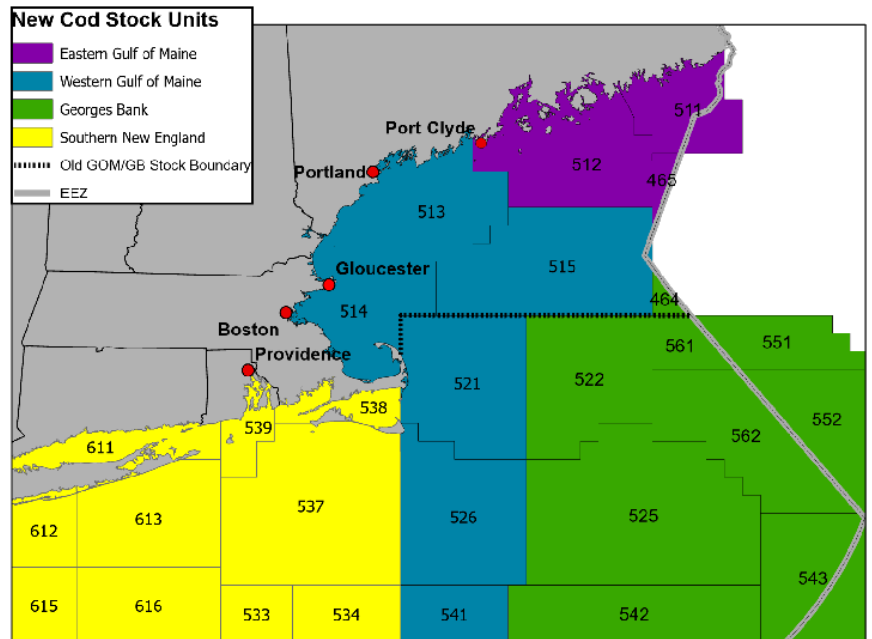 New Cod Stock Units
Eastern Gulf of Maine
Western Gulf of Maine
Georges Bank
Southern New England
Old GOM/GB Stock Boundary
EEZ
511
Port Clyde
512
465
Portland
513
515
Gloucester
464
514
Boston
561
551
Providence
521
522
538
552
539
562
611
537
526
525
613
612
543
615
616
533
534
541
542